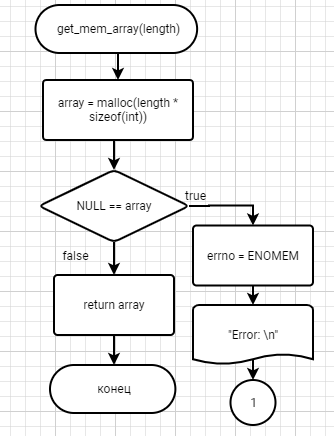 get_mem_array(length)
array = malloc(length *
sizeof(int))
NULL == array
true
false
errno = ENOMEM
return array
"Error: \n"
конец
1